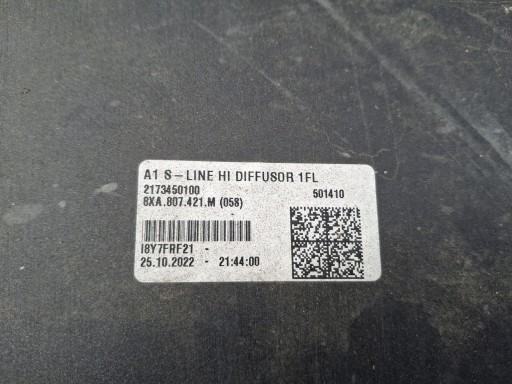 A1 S-LINE HI DIFFUSOR 1FL
2173450100 501410
8XA.807.421.M (058)
I8Y7FRF21 -
25.10.2022 - 21:44:00